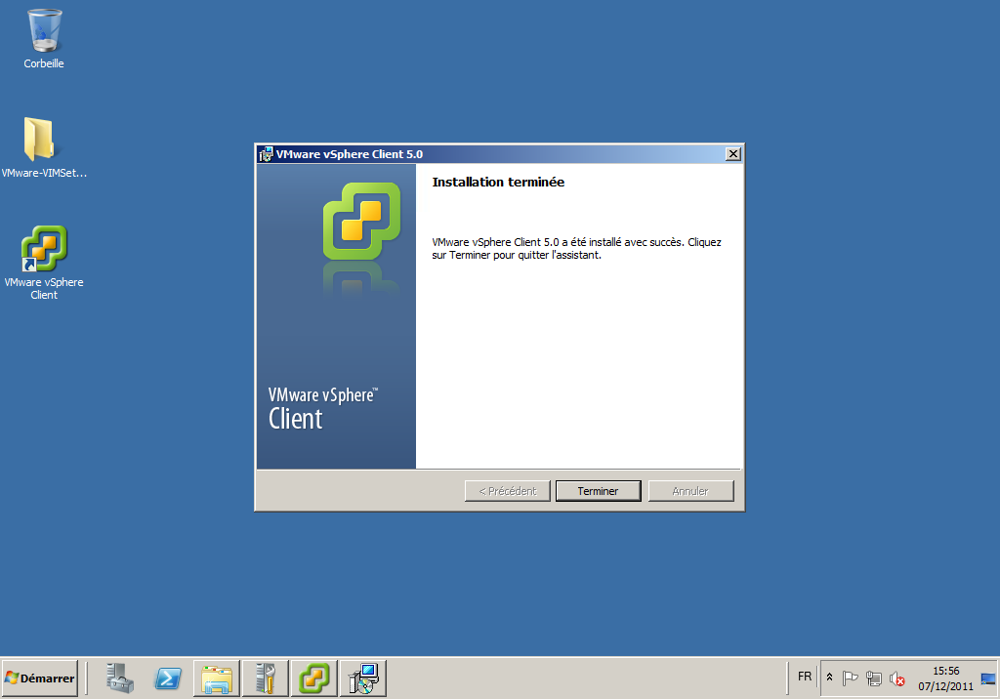 Corbeille
VMware-VIMSet...
VMware vSphere
Client
VMware vSphere Client 5.0
Installation terminée
VMware vSphere Client 5.0 a été installé avec succès. Cliquez
sur Terminer pour quitter l'assistant.
VMware vSphere™
Client
< Précédent
Terminer
Annuler
Démarrer
FR
15:56
07/12/2011